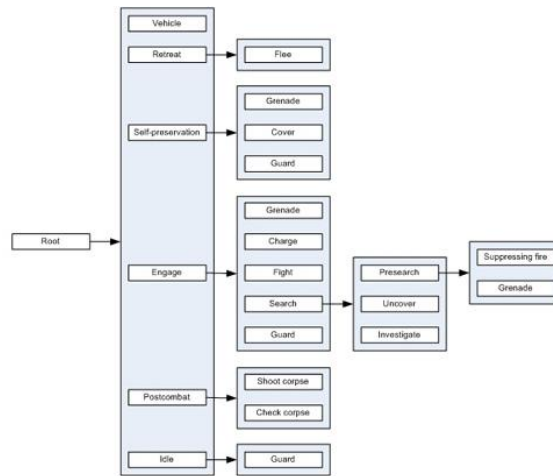 Root
Vehicle
Retreat
Self-preservation
Engage
Postcombat
Idle
Flee
Grenade
Cover
Guard
Grenade
Charge
Fight
Search
Guard
Shoot corpse
Check corpse
Guard
Presearch
Uncover
Investigate
Suppressing fire
Grenade